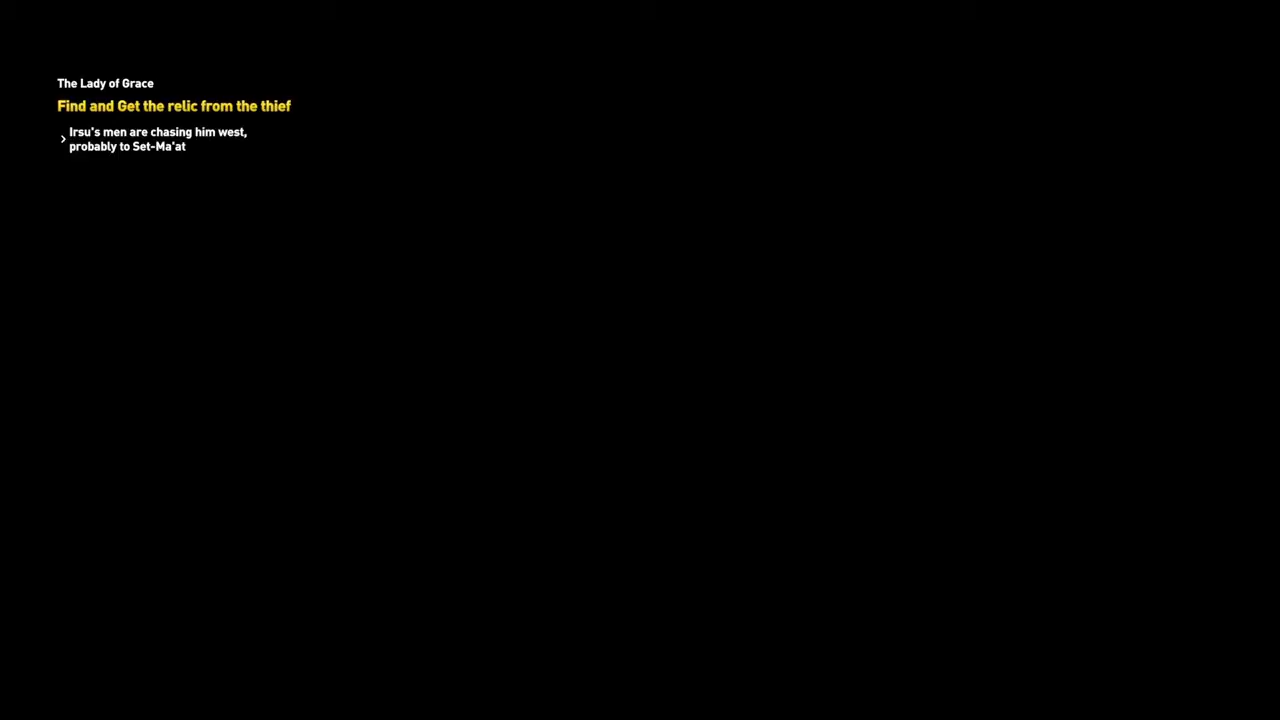 The Lady of Grace
Find and Get the relic from the thief
Irsu's men are chasing him west,
probably to Set-Ma'at